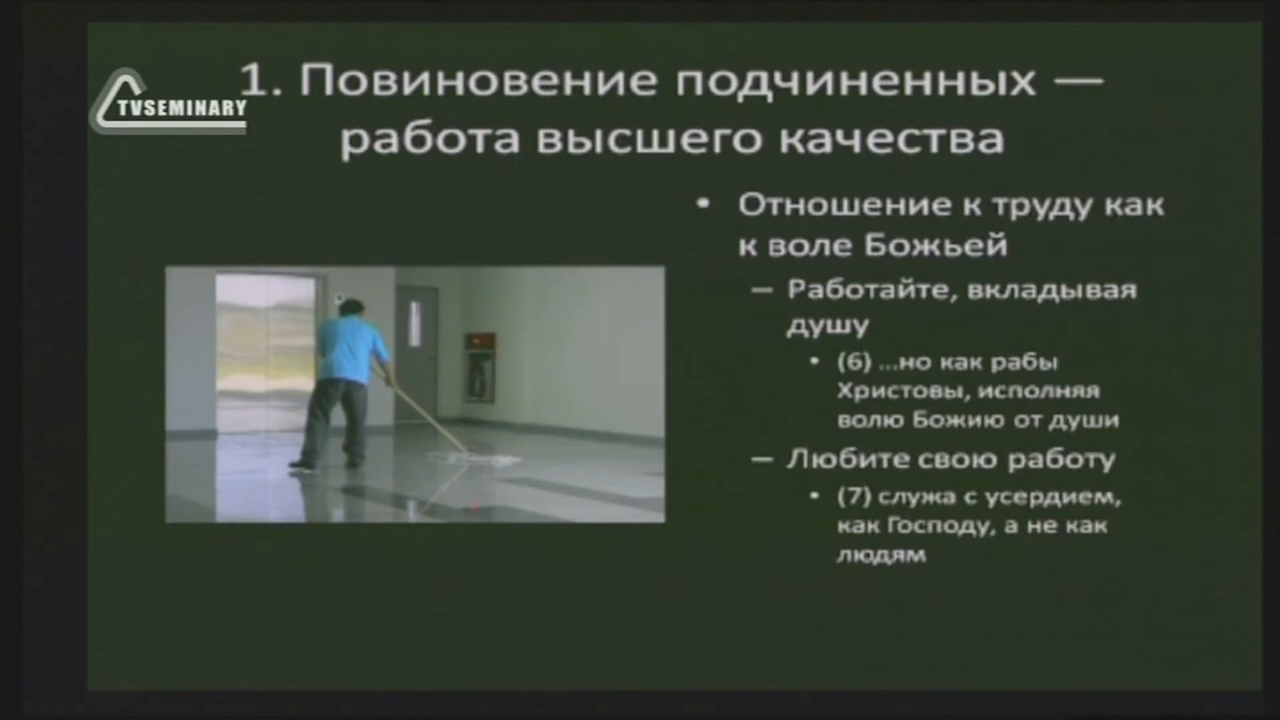 TVSEMINARY
1. Повиновение подчиненных —
работа высшего качества
• Отношение к труду как
к воле Божьей
– Работайте, вкладывая
душу
• (6) ...но как рабы
Христовы, исполняя
волю Божию от души
– Любите свою работу
• (7) служа с усердием,
как Господу, а не как
людям